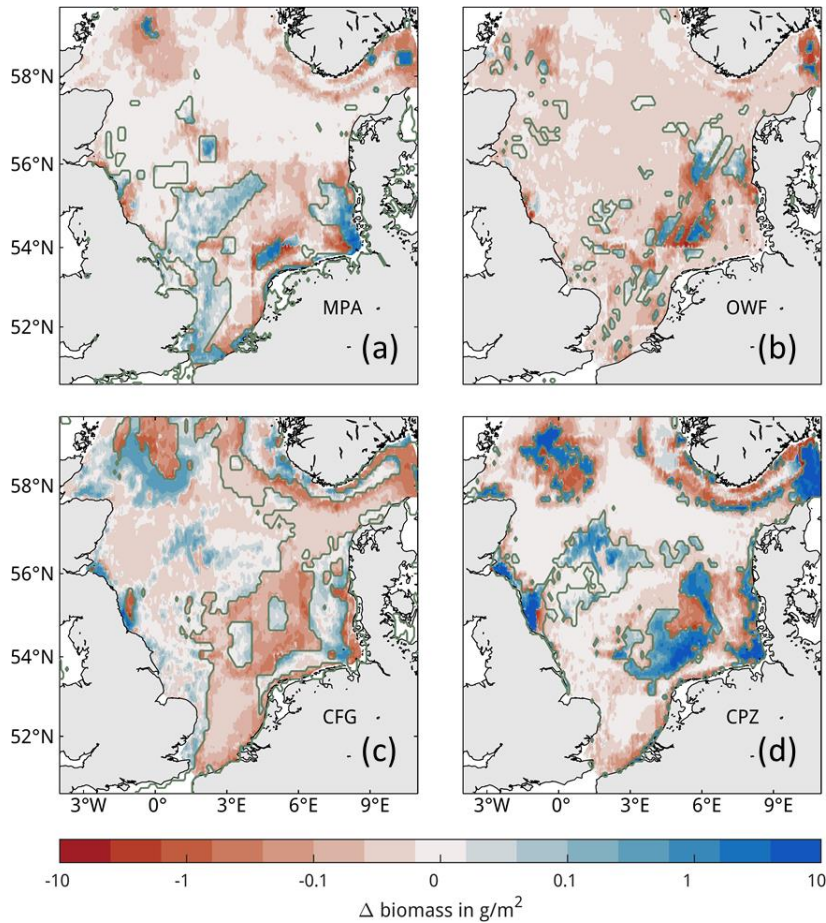 58°N
56°N
54°N
52°N
MPA
(a)
OWF
(b)
58°N
56°N
54°N
52°N
CFG
(c)
CPZ
(d)
3°W 0° 3°E 6°E 9°E
3°W 0° 3°E 6°E 9°E
-10 -1 -0.1 0 0.1 1 10
Δ biomass in g/m²